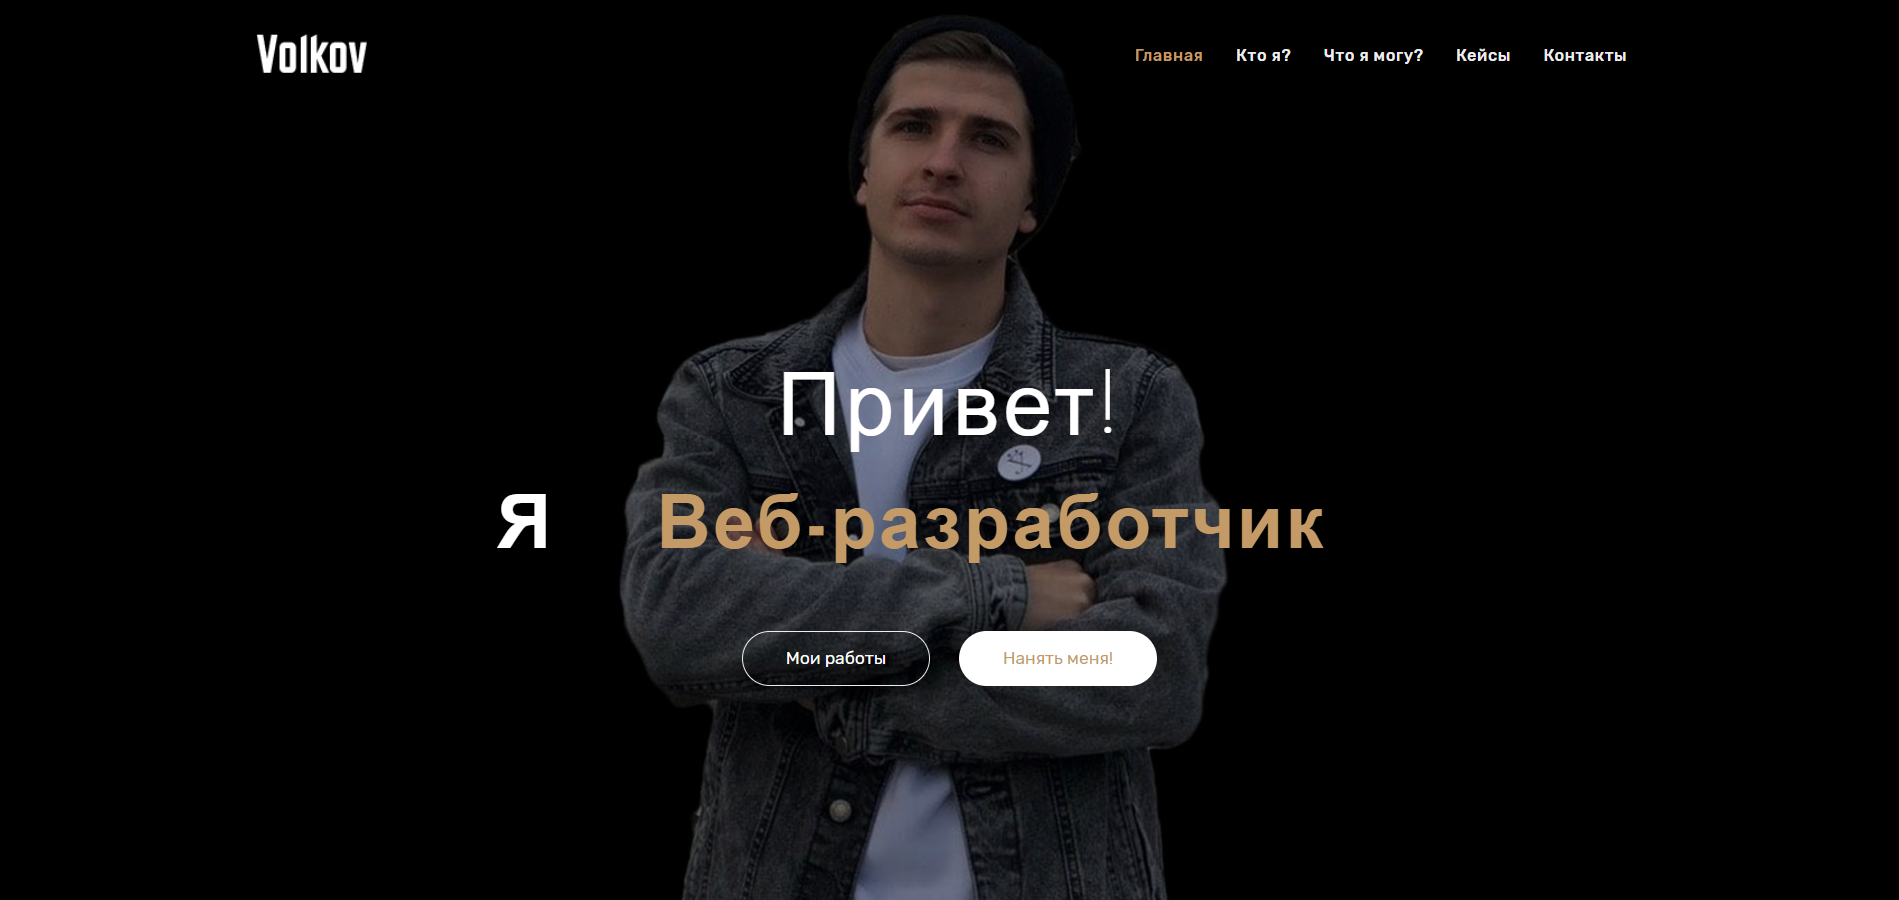 Volkov
Главная Кто я? Что я могу? Кейсы Контакты
Привет!
Я Веб-разработчик
Мои работы Нанять меня!